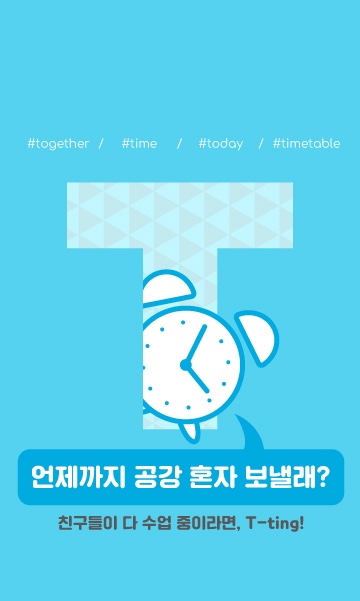 #together / #time / #today / #timetable
T
언제까지 공강 혼자 보낼래?
친구들이 다 수업 중이라면, T-ting!